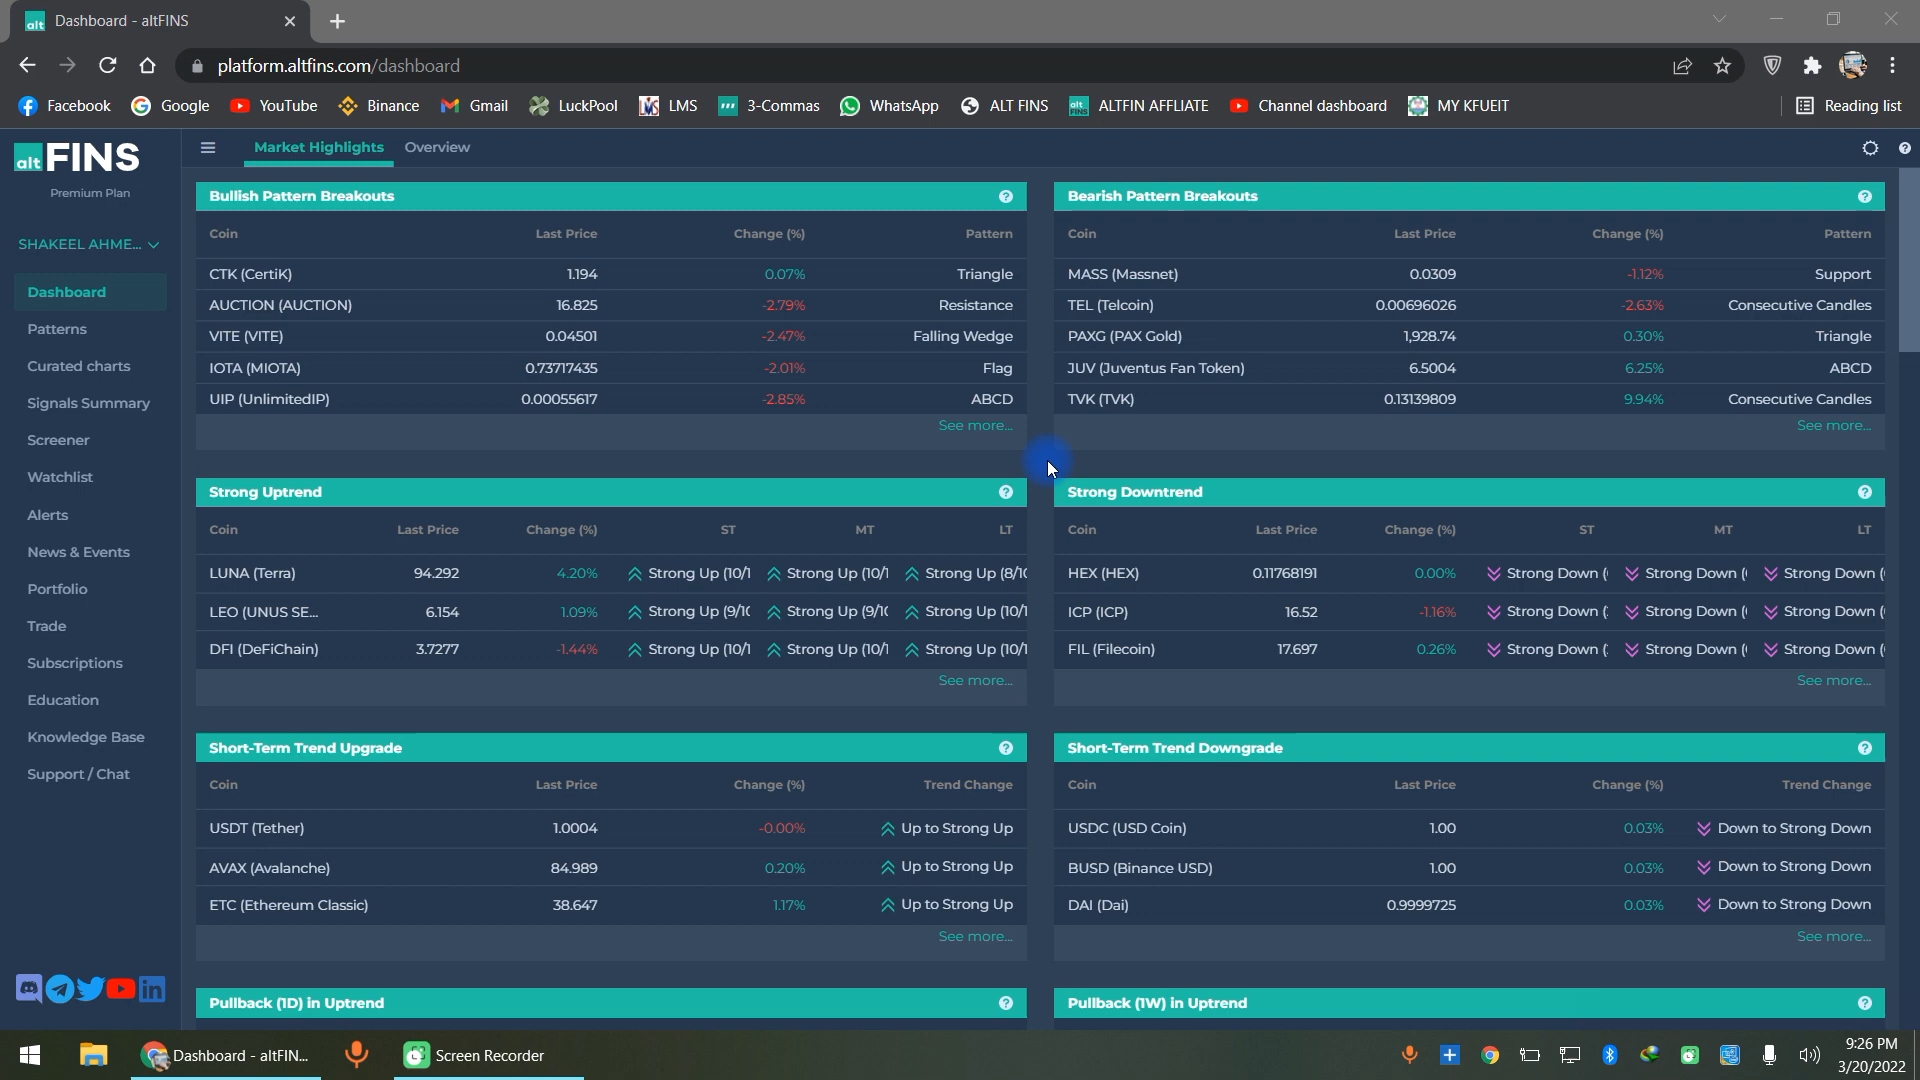 Dashboard - altFINS
platform.altfins.com/dashboard
Facebook Google YouTube Binance Gmail LuckPool LMS 3-Commas WhatsApp ALT FINS ALTFIN AFFLIATE Channel dashboard MY KFUEIT Reading list
alt FINS
Premium Plan
SHAKEEL AHME...
Dashboard
Patterns
Curated charts
Signals Summary
Screener
Watchlist
Alerts
News & Events
Portfolio
Trade
Subscriptions
Education
Knowledge Base
Support / Chat
Market Highlights Overview
Bullish Pattern Breakouts
Coin Last Price Change (%) Pattern
CTK (CertiK) 1.194 0.07% Triangle
AUCTION (AUCTION) 16.825 -2.79% Resistance
VITE (VITE) 0.04501 -2.47% Falling Wedge
IOTA (MIOTA) 0.73717435 -2.01% Flag
UIP (UnlimitedIP) 0.00055617 -2.85% ABCD
See more...
Bearish Pattern Breakouts
Coin Last Price Change (%) Pattern
MASS (Massnet) 0.0309 -1.12% Support
TEL (Telcoin) 0.00696026 -2.63% Consecutive Candles
PAXG (PAX Gold) 1,928.74 0.30% Triangle
JUV (Juventus Fan Token) 6.5004 6.25% ABCD
TVK (TVK) 0.13139809 9.94% Consecutive Candles
See more...
Strong Uptrend
Coin Last Price Change (%) ST MT LT
LUNA (Terra) 94.292 4.20% Strong Up (10/1 Strong Up (10/1 Strong Up (8/10
LEO (UNUS SE... 6.154 1.09% Strong Up (9/10 Strong Up (9/10 Strong Up (10/1
DFI (DeFiChain) 3.7277 -1.44% Strong Up (10/1 Strong Up (10/1 Strong Up (10/1
See more...
Strong Downtrend
Coin Last Price Change (%) ST MT LT
HEX (HEX) 0.11768191 0.00% Strong Down ( Strong Down ( Strong Down (
ICP (ICP) 16.52 -1.16% Strong Down ( Strong Down ( Strong Down (
FIL (Filecoin) 17.697 0.26% Strong Down ( Strong Down ( Strong Down (
See more...
Short-Term Trend Upgrade
Coin Last Price Change (%) Trend Change
USDT (Tether) 1.0004 -0.00% Up to Strong Up
AVAX (Avalanche) 84.989 0.20% Up to Strong Up
ETC (Ethereum Classic) 38.647 1.17% Up to Strong Up
See more...
Short-Term Trend Downgrade
Coin Last Price Change (%) Trend Change
USDC (USD Coin) 1.00 0.03% Down to Strong Down
BUSD (Binance USD) 1.00 0.03% Down to Strong Down
DAI (Dai) 0.9999725 0.03% Down to Strong Down
See more...
Pullback (1D) in Uptrend
Pullback (1W) in Uptrend
Dashboard - altFIN... Screen Recorder
9:26 PM
3/20/2022